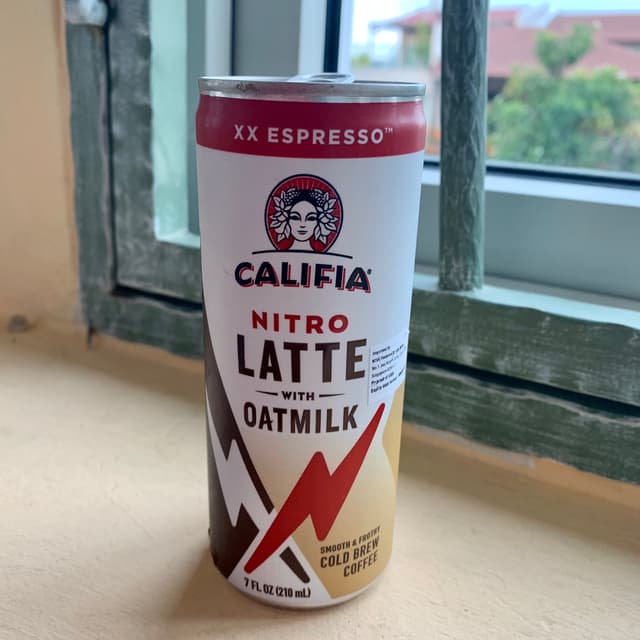 XX ESPRESSO™
CALIFIA
NITRO
LATTE
WITH
OATMILK
SMOOTH & FROTHY
COLD BREW
COFFEE
7 FL OZ (210 mL)